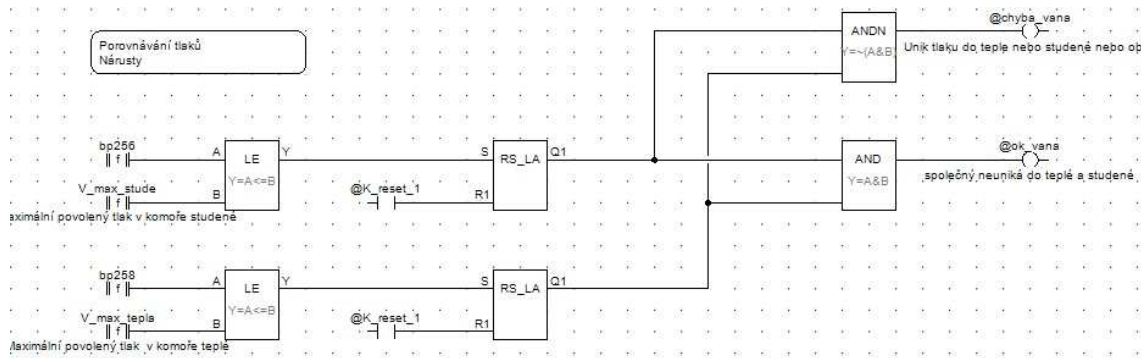 Porovnávání tlaků
Nárusty
@chyba_vana
ANDN
Y=~(A&B)
Unik tlaku do teple nebo studené nebo
bp256
f
A
LE
Y
Y=A<=B
V_max_stude
f
B
aximální povolený tlak v komoře studené
S
RS_LA
Q1
@K_reset_1
R1
AND
Y=A&B
@ok_vana
společný neuniká do teplé a studené
bp258
f
A
LE
Y
Y=A<=B
V_max_tepla
f
B
Maximální povolený tlak v komoře teplé
S
RS_LA
Q1
@K_reset_1
R1